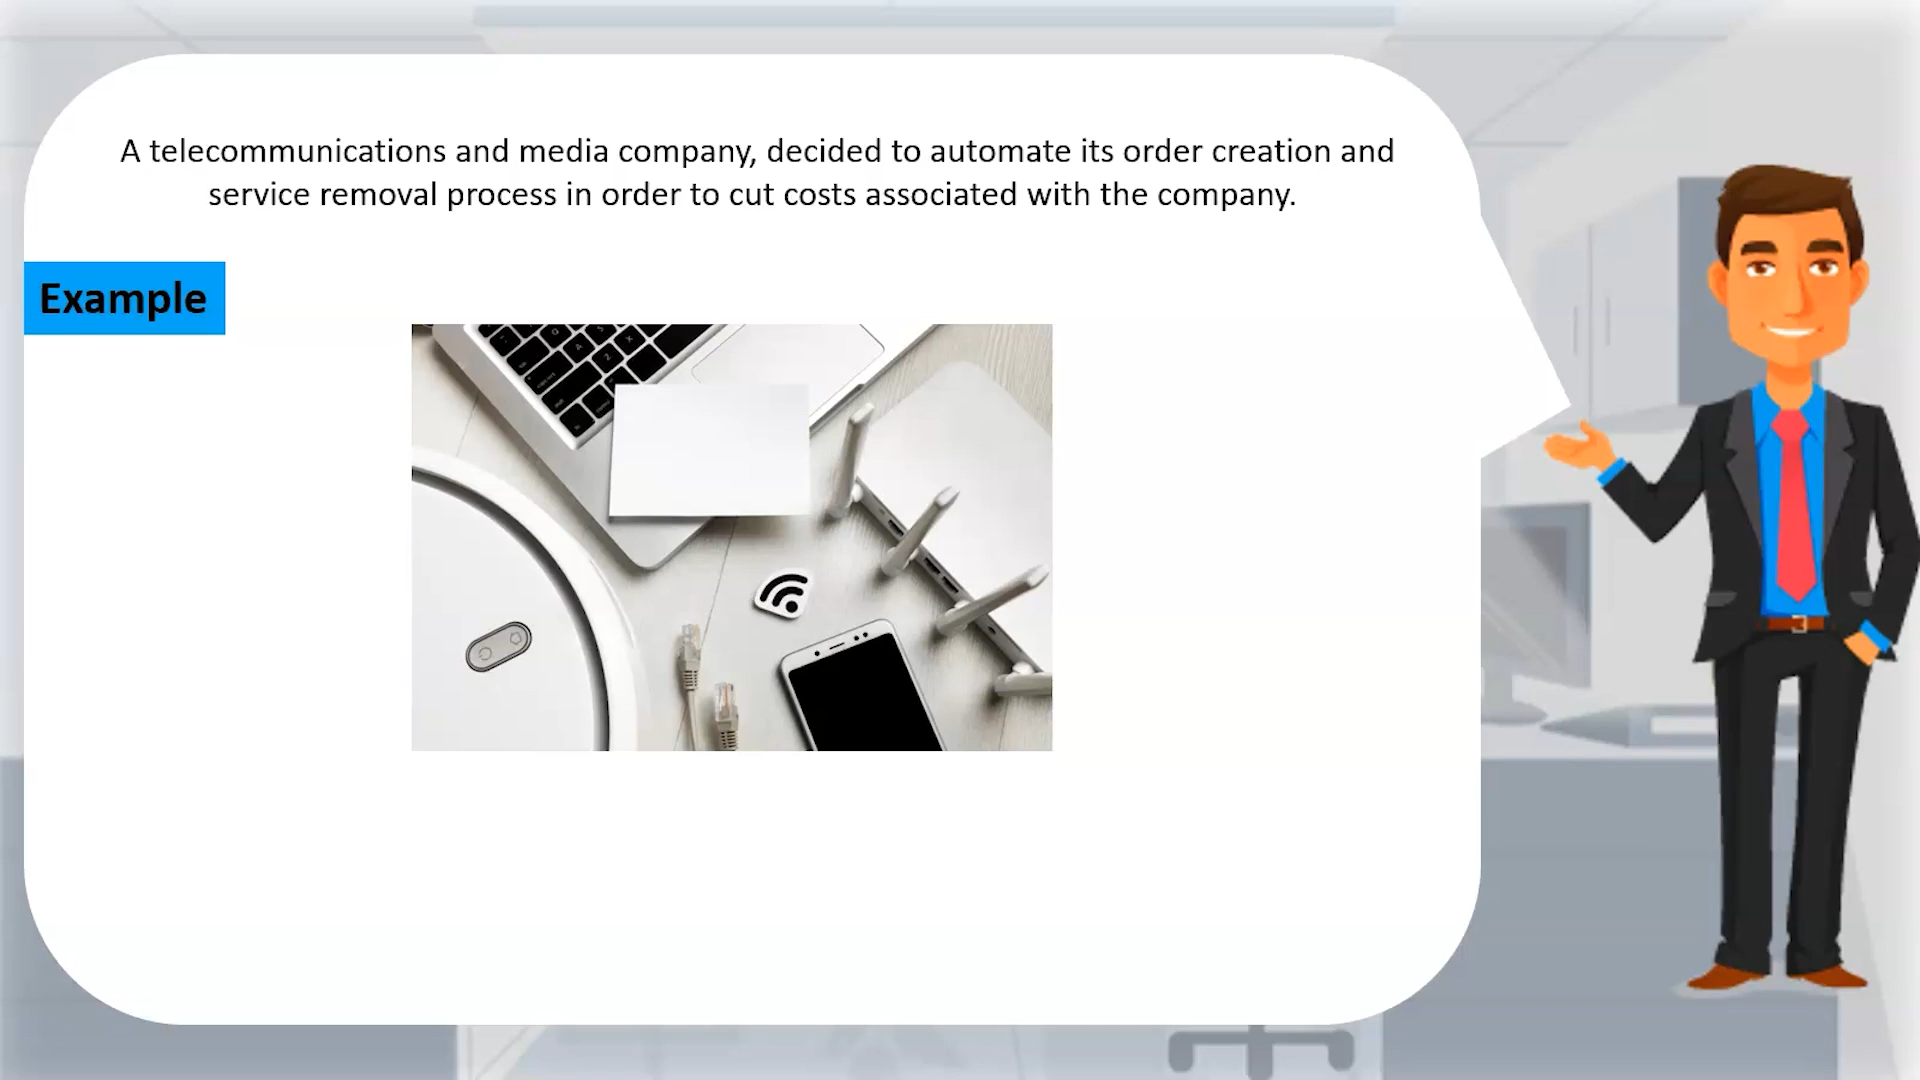 A telecommunications and media company, decided to automate its order creation and
service removal process in order to cut costs associated with the company.
Example